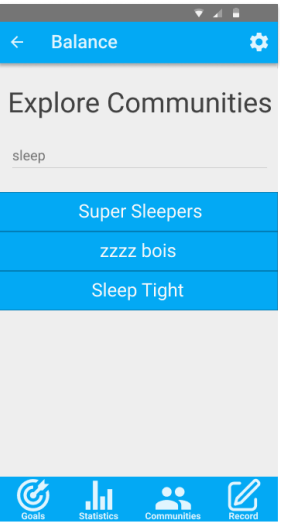 Balance
Explore Communities
sleep
Super Sleepers
zzzz bois
Sleep Tight
Goals
Statistics
Communities
Record